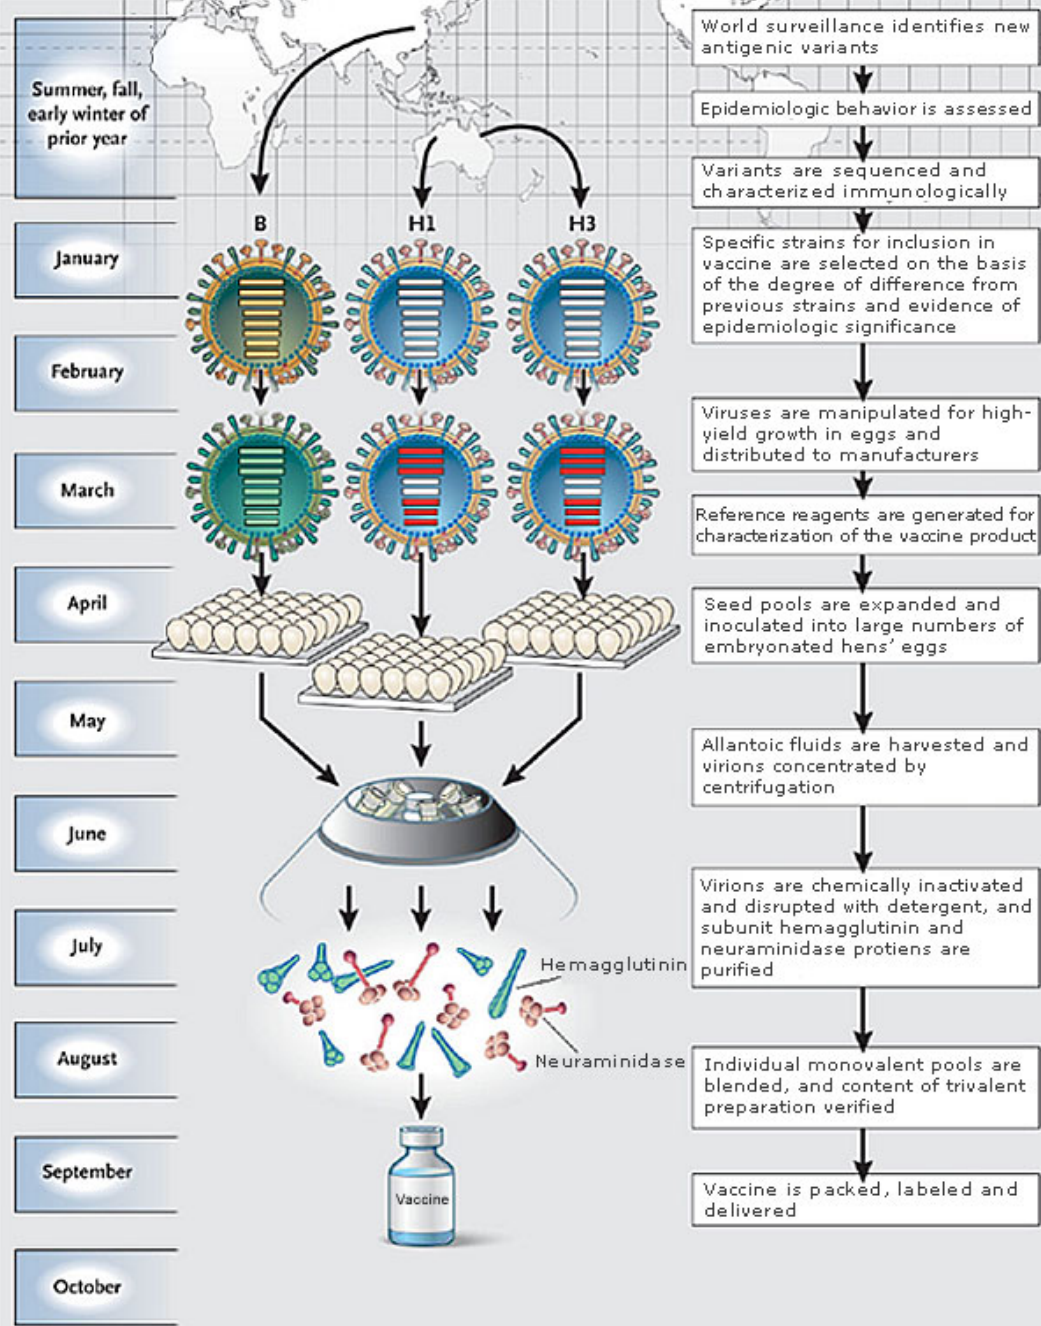 Summer, fall,
early winter of
prior year
January
February
March
April
May
June
July
August
September
October
B
H1
H3
Hemagglutinin
Neuraminidase
Vaccine
World surveillance identifies new
antigenic variants
Epidemiologic behavior is assessed
Variants are sequenced and
characterized immunologically
Specific strains for inclusion in
vaccine are selected on the basis
of the degree of difference from
previous strains and evidence of
epidemiologic significance
Viruses are manipulated for high-
yield growth in eggs and
distributed to manufacturers
Reference reagents are generated for
characterization of the vaccine product
Seed pools are expanded and
inoculated into large numbers of
embryonated hens' eggs
Allantoic fluids are harvested and
virions concentrated by
centrifugation
Virions are chemically inactivated
and disrupted with detergent, and
subunit hemagglutinin and
neuraminidase protiens are
purified
Individual monovalent pools are
blended, and content of trivalent
preparation verified
Vaccine is packed, labeled and
delivered